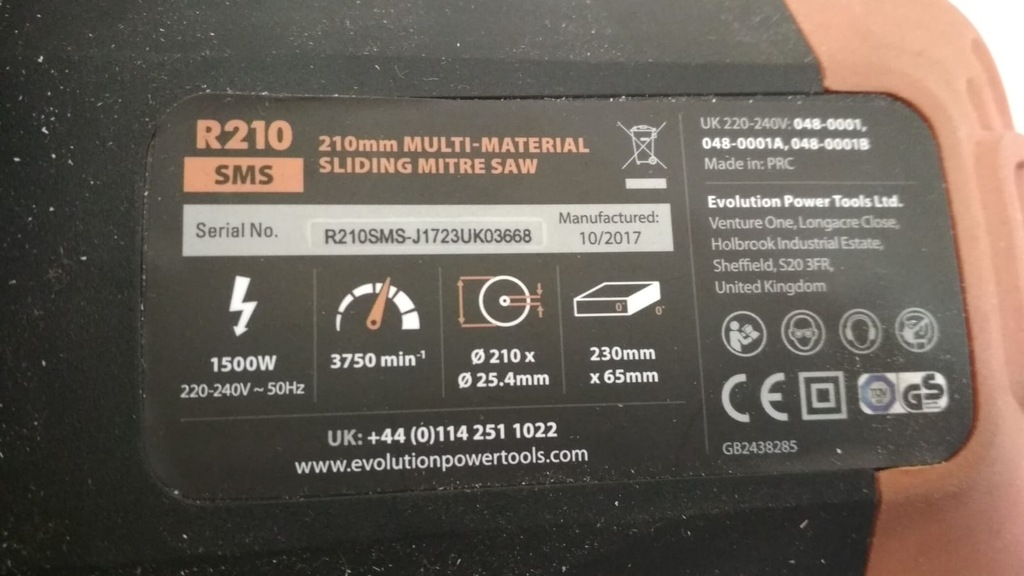 R210
SMS
210mm MULTI-MATERIAL
SLIDING MITRE SAW
Serial No.
R210SMS-J1723UK03668
Manufactured:
10/2017
1500W
220-240V ~ 50Hz
3750 min⁻¹
Ø 210 x
Ø 25.4mm
0°
0°
230mm
x 65mm
UK: +44 (0)114 251 1022
www.evolutionpowertools.com
UK 220-240V: 048-0001,
048-0001A, 048-0001B
Made in: PRC
Evolution Power Tools Ltd.
Venture One, Longacre Close,
Holbrook Industrial Estate,
Sheffield, S20 3FR,
United Kingdom
CE
TÜV
GS
GB2438285